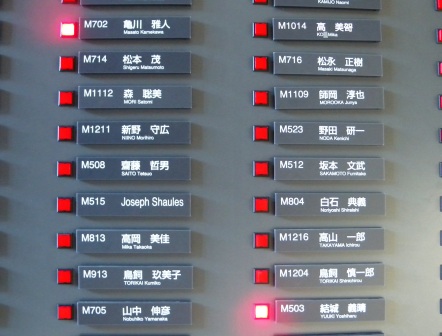 KAMUO Naomi
M702 亀川 雅人
Masato Kamekawa
M714 松本 茂
Shigeru Matsumoto
M1112 森 聡美
MORI Satomi
M1211 新野 守広
NIINO Morihiro
M508 齋藤 哲男
SAITO Tetsuo
M515 Joseph Shaules
M813 高岡 美佳
Mika Takaoka
M913 鳥飼 玖美子
TORIKAI Kumiko
M705 山中 伸彦
Nobuhiko Yamanaka
M1014 高 美哿
M716 松永 正樹
Masaki Matsunaga
M1109 師岡 淳也
MOROOKA Junya
M523 野田 研一
NODA Kenichi
M512 坂本 文武
SAKAMOTO Fumitake
M804 白石 典義
Noriyoshi Shiraishi
M1216 高山 一郎
TAKAYAMA Ichirou
M1204 鳥飼 慎一郎
TORIKAI Shinichiro
M503 結城 義晴
YUUKI Yoshiharu